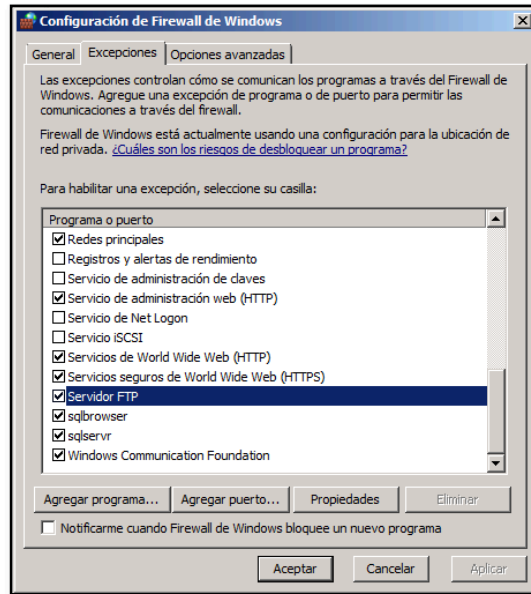 Configuración de Firewall de Windows
General
Excepciones
Opciones avanzadas
Las excepciones controlan cómo se comunican los programas a través del Firewall de
Windows. Agregue una excepción de programa o de puerto para permitir las
comunicaciones a través del firewall.
Firewall de Windows está actualmente usando una configuración para la ubicación de
red privada. ¿Cuáles son los riesgos de desbloquear un programa?
Para habilitar una excepción, seleccione su casilla:
Programa o puerto
Redes principales
Registros y alertas de rendimiento
Servicio de administración de claves
Servicio de administración web (HTTP)
Servicio de Net Logon
Servicio iSCSI
Servicios de World Wide Web (HTTP)
Servicios seguros de World Wide Web (HTTPS)
Servidor FTP
sqlbrowser
sqlservr
Windows Communication Foundation
Agregar programa...
Agregar puerto...
Propiedades
Eliminar
Notificarme cuando Firewall de Windows bloquee un nuevo programa
Aceptar
Cancelar
Aplicar